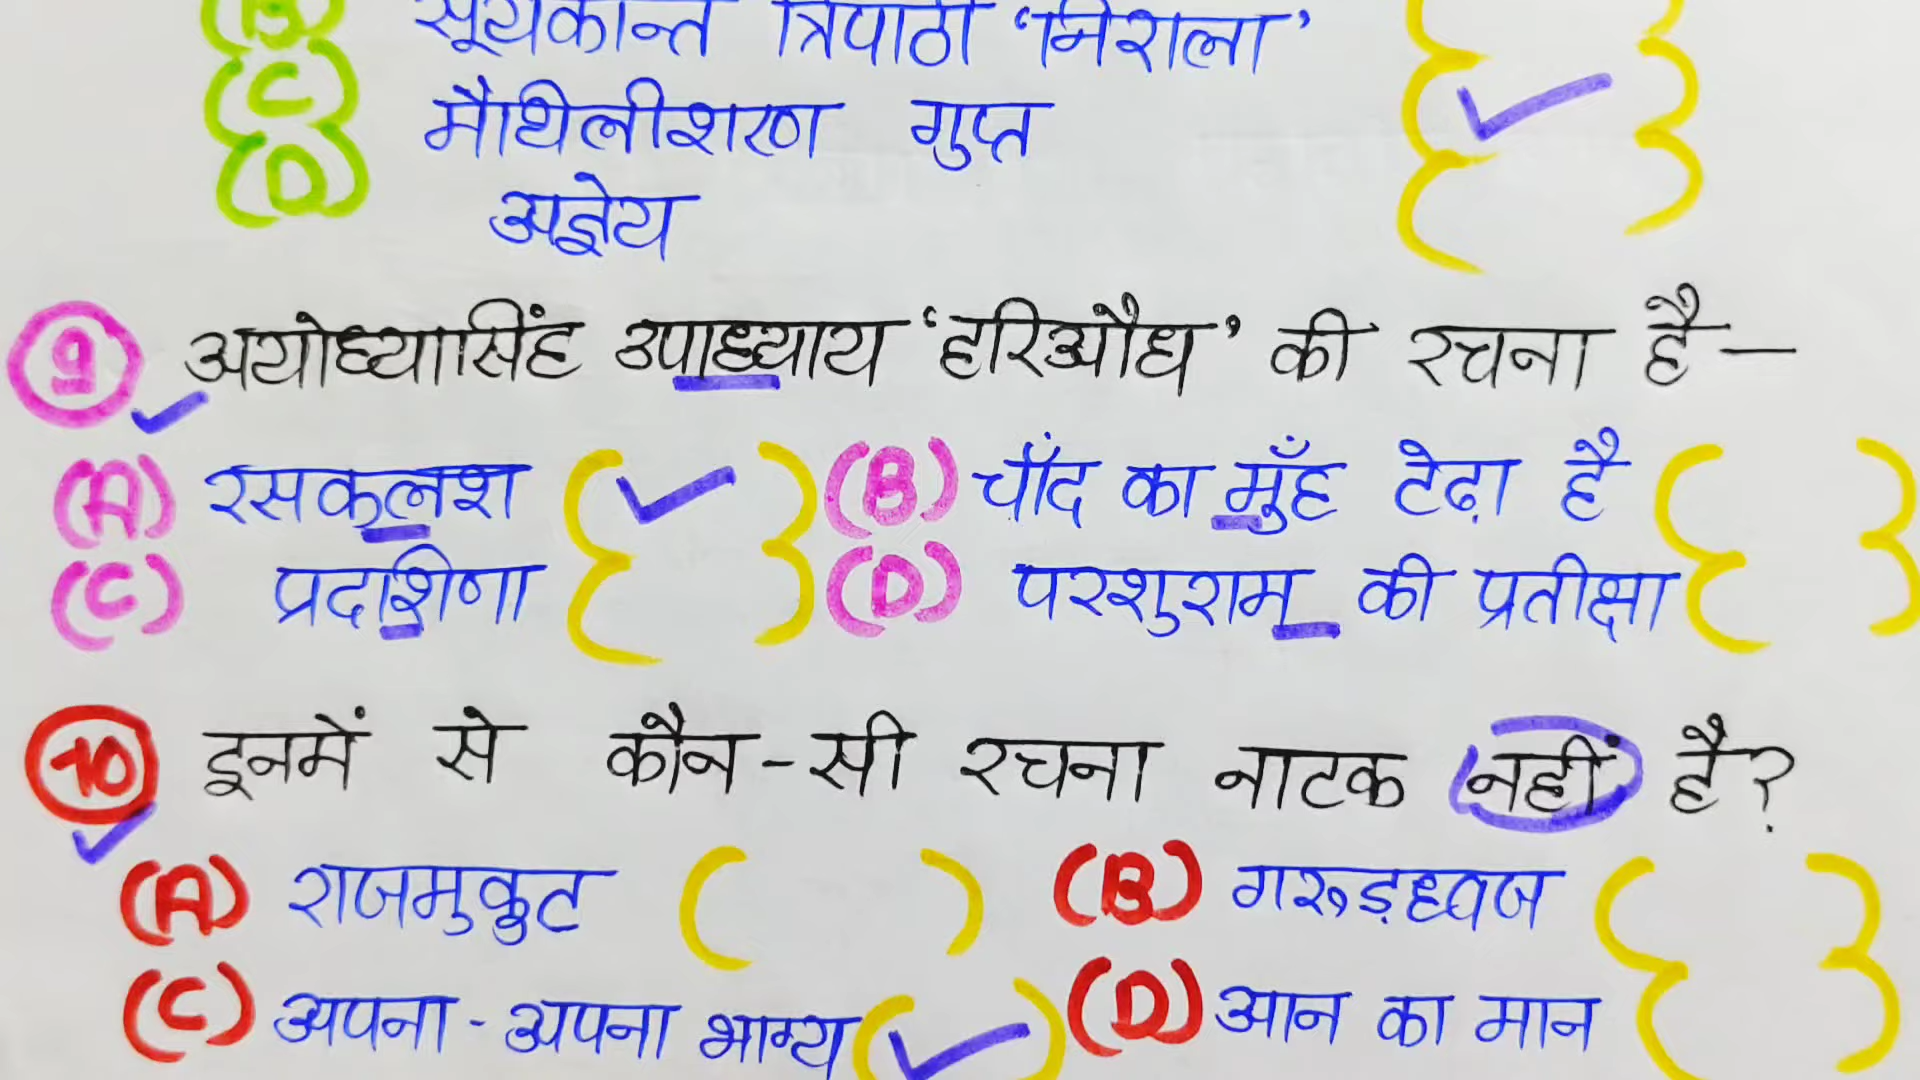 (B) सूर्यकान्त त्रिपाठी 'निराला'
(C) मैथिलीशरण गुप्त
(D) अज्ञेय
9 अयोध्यासिंह उपाध्याय 'हरिऔध' की रचना है –
(A) रसकलश (B) चाँद का मुँह टेढ़ा है
(C) प्रदाशिणा (D) परशुराम की प्रतीक्षा
10 इनमें से कौन-सी रचना नाटक नहीं है?
(A) राजमुकुट ( ) (B) गरुड़ध्वज
(C) अपना-अपना भाग्य ( ) (D) आन का मान